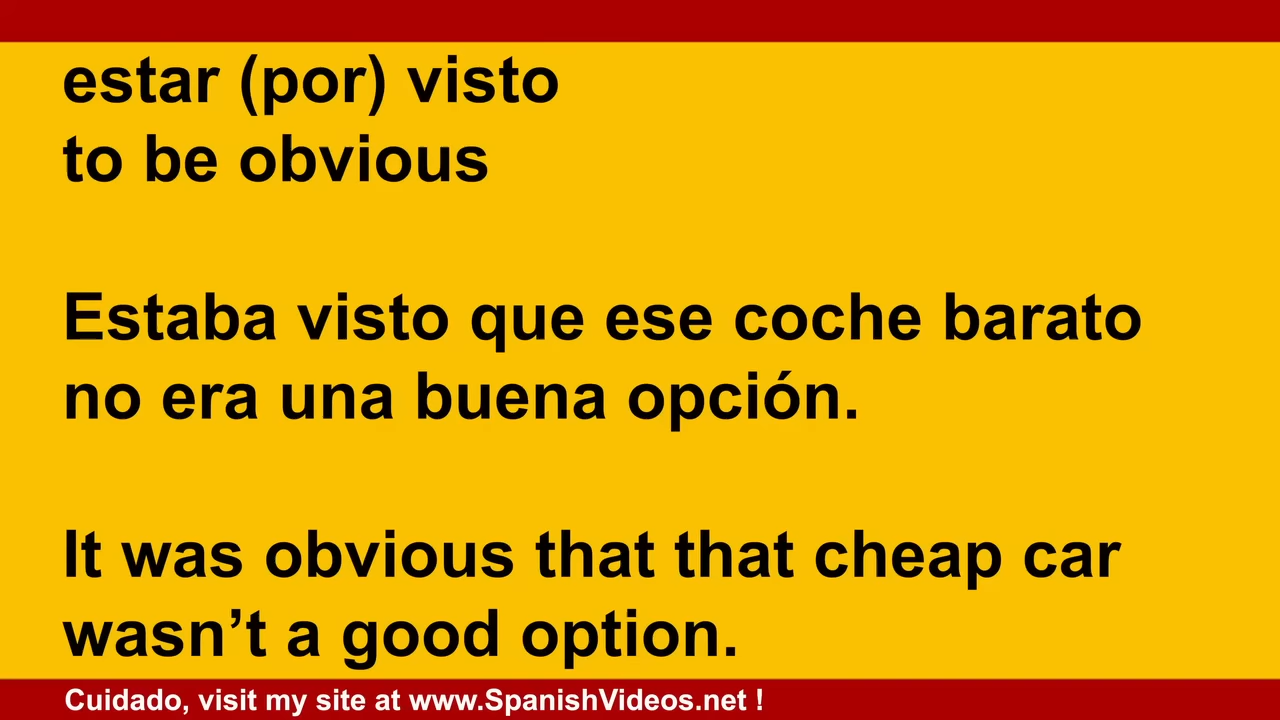 estar (por) visto
to be obvious
Estaba visto que ese coche barato
no era una buena opción.
It was obvious that that cheap car
wasn’t a good option.
Cuidado, visit my site at www.SpanishVideos.net !